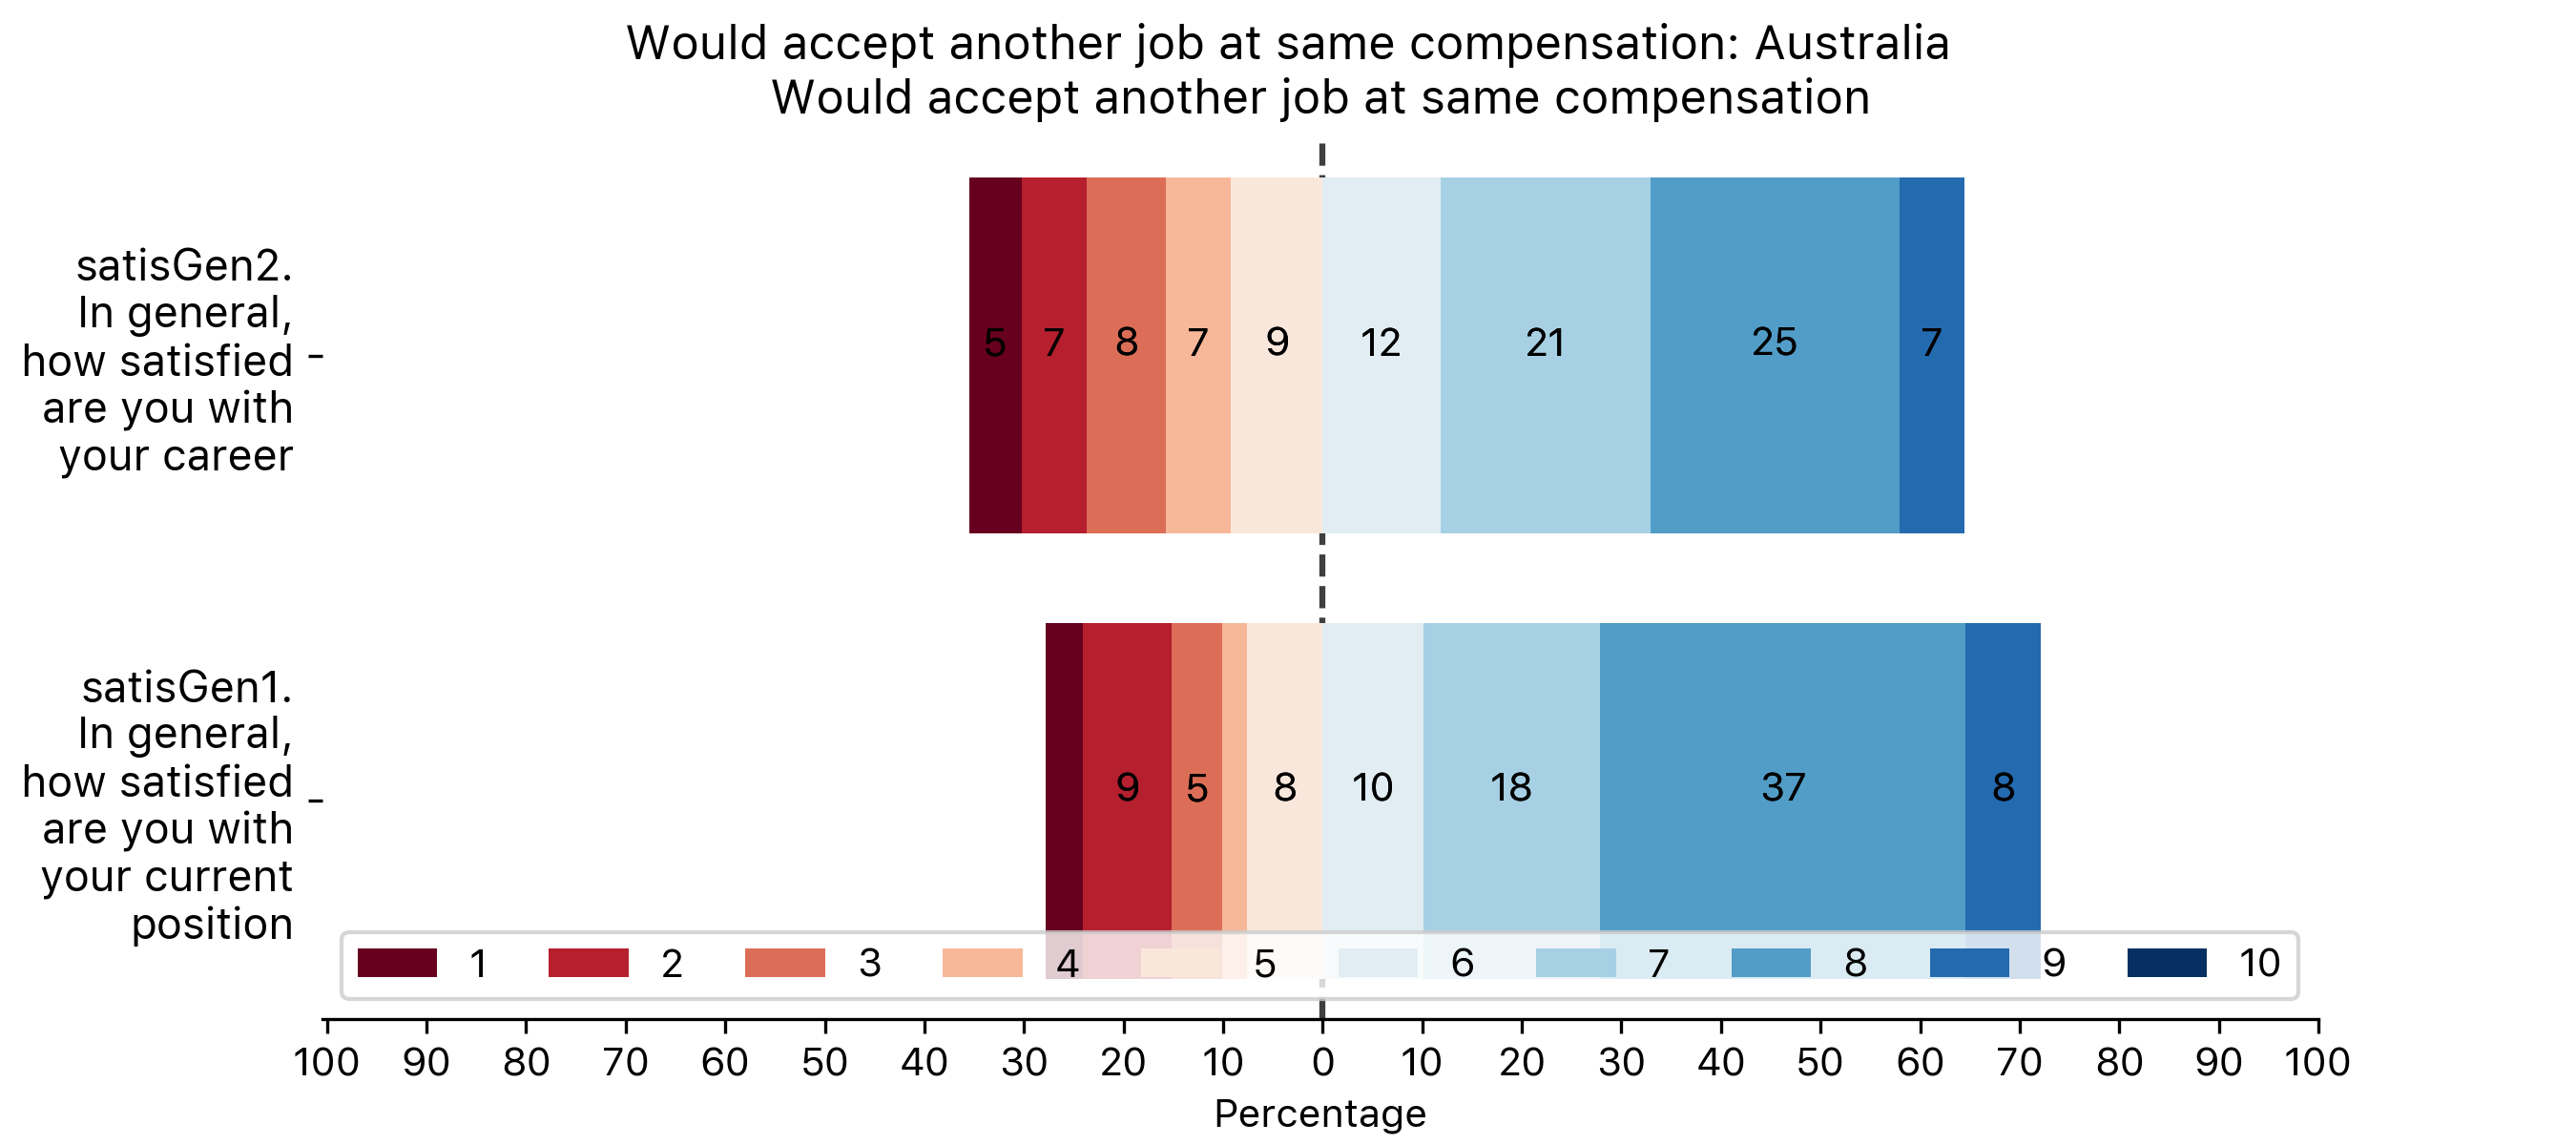 Would accept another job at same compensation: Australia
Would accept another job at same compensation
satisGen2.
In general,
how satisfied
are you with
your career
5 7 8 7 9 12 21 25 7
satisGen1.
In general,
how satisfied
are you with
your current
position
9 5 8 10 18 37 8
1 2 3 4 5 6 7 8 9 10
100 90 80 70 60 50 40 30 20 10 0 10 20 30 40 50 60 70 80 90 100
Percentage